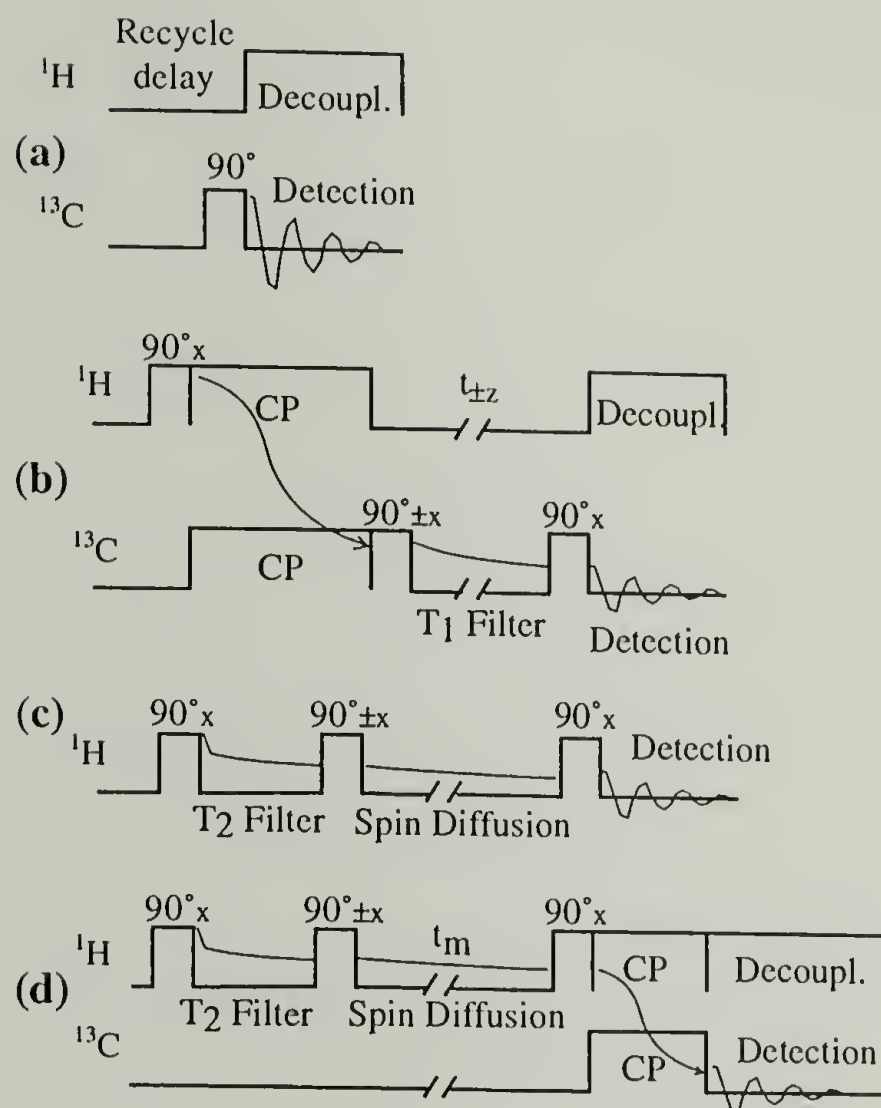 Recycle
¹H delay Decoupl.
(a)
90°
¹³C Detection
90°x
¹H CP t±z Decoupl.
(b)
90°±x 90°x
¹³C CP
T₁ Filter Detection
(c)
90°x 90°±x 90°x
¹H Detection
T₂ Filter Spin Diffusion
90°x 90°±x 90°x
¹H tm CP Decoupl.
(d)
T₂ Filter Spin Diffusion
¹³C CP Detection